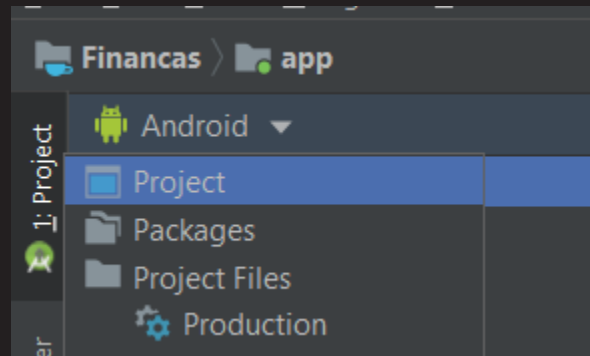 Financas app
Android
1: Project
Project
Packages
Project Files
Production